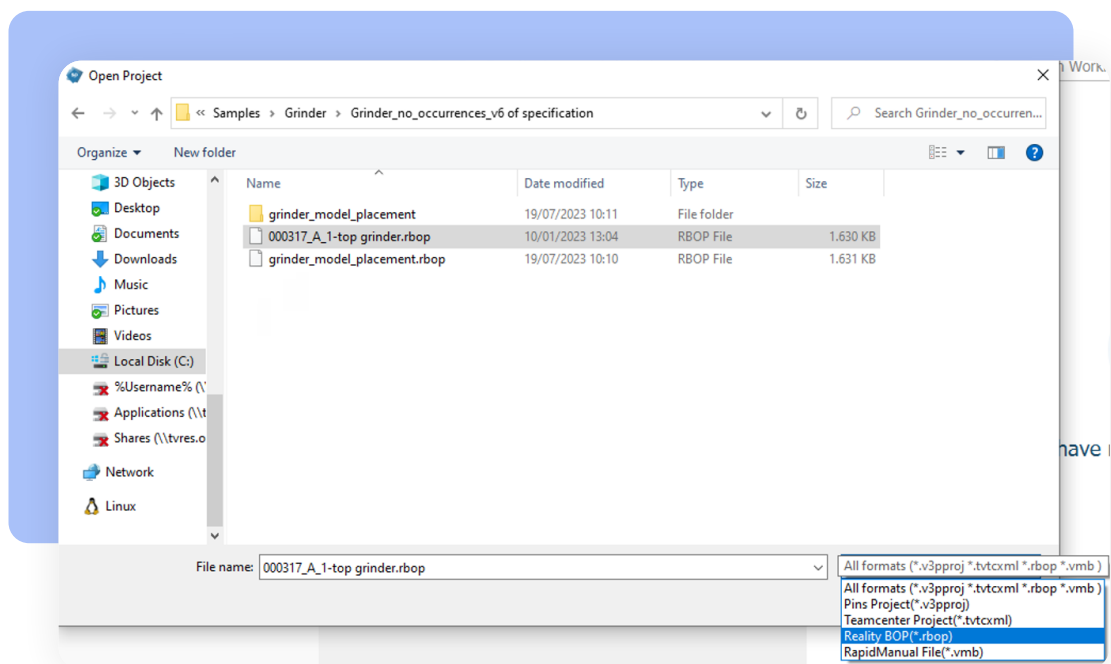 Open Project
n Work.
« Samples > Grinder > Grinder_no_occurrences_v6 of specification
Search Grinder_no_occurren...
Organize
New folder
Name
Date modified
Type
Size
3D Objects
Desktop
Documents
Downloads
Music
Pictures
Videos
Local Disk (C:)
%Username% (\\
Applications (\\t
Shares (\\tvres.o
Network
Linux
grinder_model_placement 19/07/2023 10:11 File folder
000317_A_1-top grinder.rbop 10/01/2023 13:04 RBOP File 1.630 KB
grinder_model_placement.rbop 19/07/2023 10:10 RBOP File 1.631 KB
have
File name: 000317_A_1-top grinder.rbop
All formats (*.v3pproj *.tvtcxml *.rbop *.vmb )
All formats (*.v3pproj *.tvtcxml *.rbop *.vmb )
Pins Project(*.v3pproj)
Teamcenter Project(*.tvtcxml)
Reality BOP(*.rbop)
RapidManual File(*.vmb)